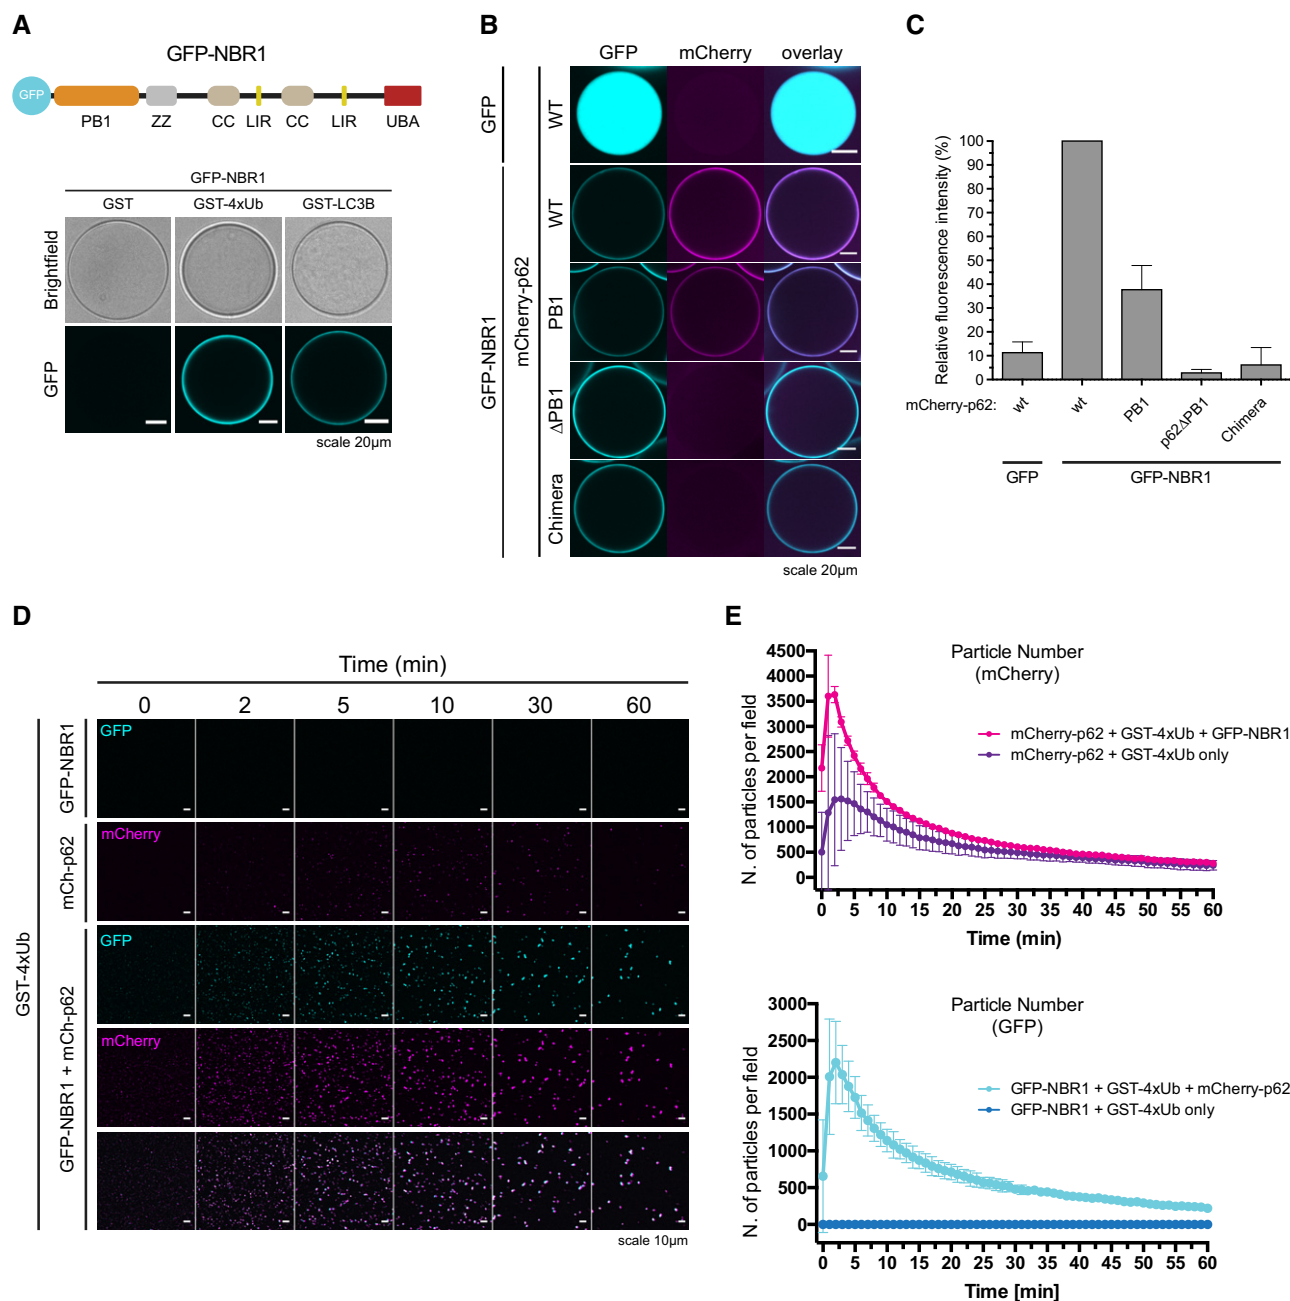 A
GFP-NBR1
GFP
PB1 ZZ CC LIR CC LIR UBA
GFP-NBR1
GST GST-4xUb GST-LC3B
Brightfield
GFP
scale 20µm
B
GFP mCherry overlay
GFP
WT
GFP-NBR1
mCherry-p62
WT
PB1
ΔPB1
Chimera
scale 20µm
C
Relative fluorescence intensity (%)
100
90
80
70
60
50
40
30
20
10
0
mCherry-p62: wt wt PB1 p62ΔPB1 Chimera
GFP GFP-NBR1
D
Time (min)
0 2 5 10 30 60
GST-4xUb
GFP-NBR1
GFP
mCh-p62
mCherry
GFP-NBR1 + mCh-p62
GFP
mCherry
scale 10µm
E
Particle Number
(mCherry)
N. of particles per field
4500
4000
3500
3000
2500
2000
1500
1000
500
0
mCherry-p62 + GST-4xUb + GFP-NBR1
mCherry-p62 + GST-4xUb only
0 5 10 15 20 25 30 35 40 45 50 55 60
Time (min)
Particle Number
(GFP)
N. of particles per field
3000
2500
2000
1500
1000
500
0
GFP-NBR1 + GST-4xUb + mCherry-p62
GFP-NBR1 + GST-4xUb only
0 5 10 15 20 25 30 35 40 45 50 55 60
Time [min]